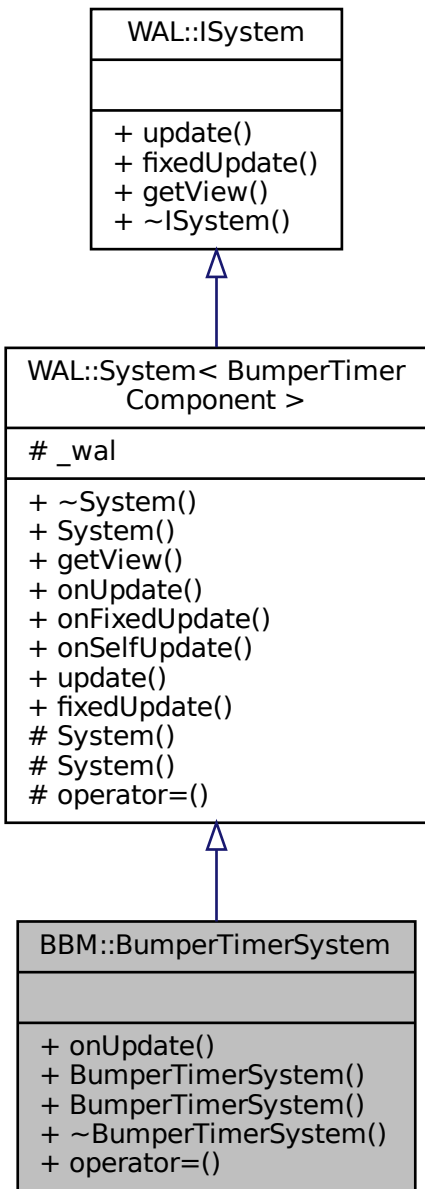 WAL::ISystem
+ update()
+ fixedUpdate()
+ getView()
+ ~ISystem()
WAL::System< BumperTimer
Component >
# _wal
+ ~System()
+ System()
+ getView()
+ onUpdate()
+ onFixedUpdate()
+ onSelfUpdate()
+ update()
+ fixedUpdate()
# System()
# System()
# operator=()
BBM::BumperTimerSystem
+ onUpdate()
+ BumperTimerSystem()
+ BumperTimerSystem()
+ ~BumperTimerSystem()
+ operator=()